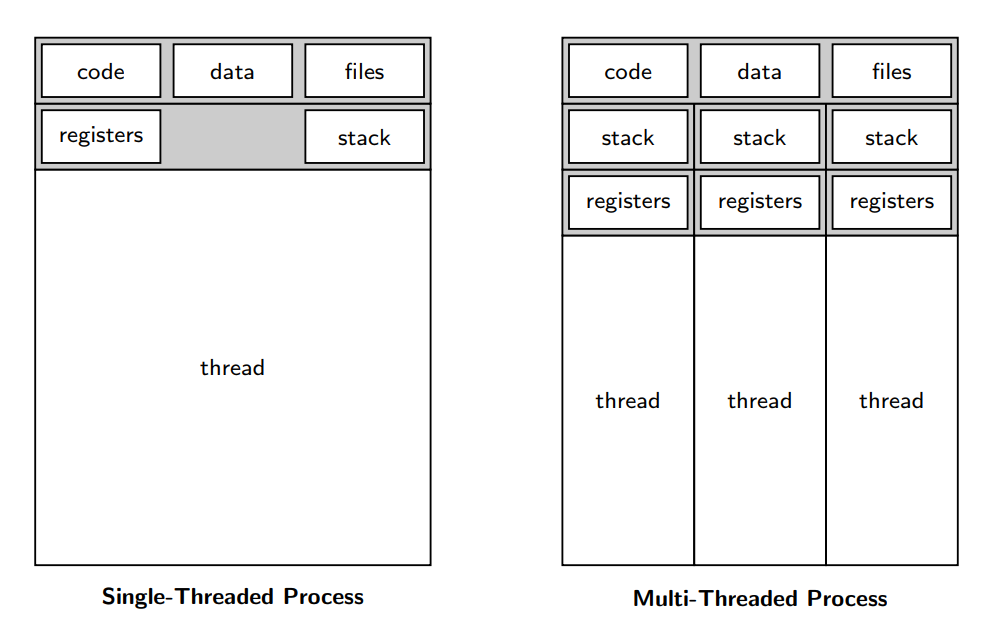 code data files
registers stack
thread
Single-Threaded Process
code data files
stack stack stack
registers registers registers
thread thread thread
Multi-Threaded Process